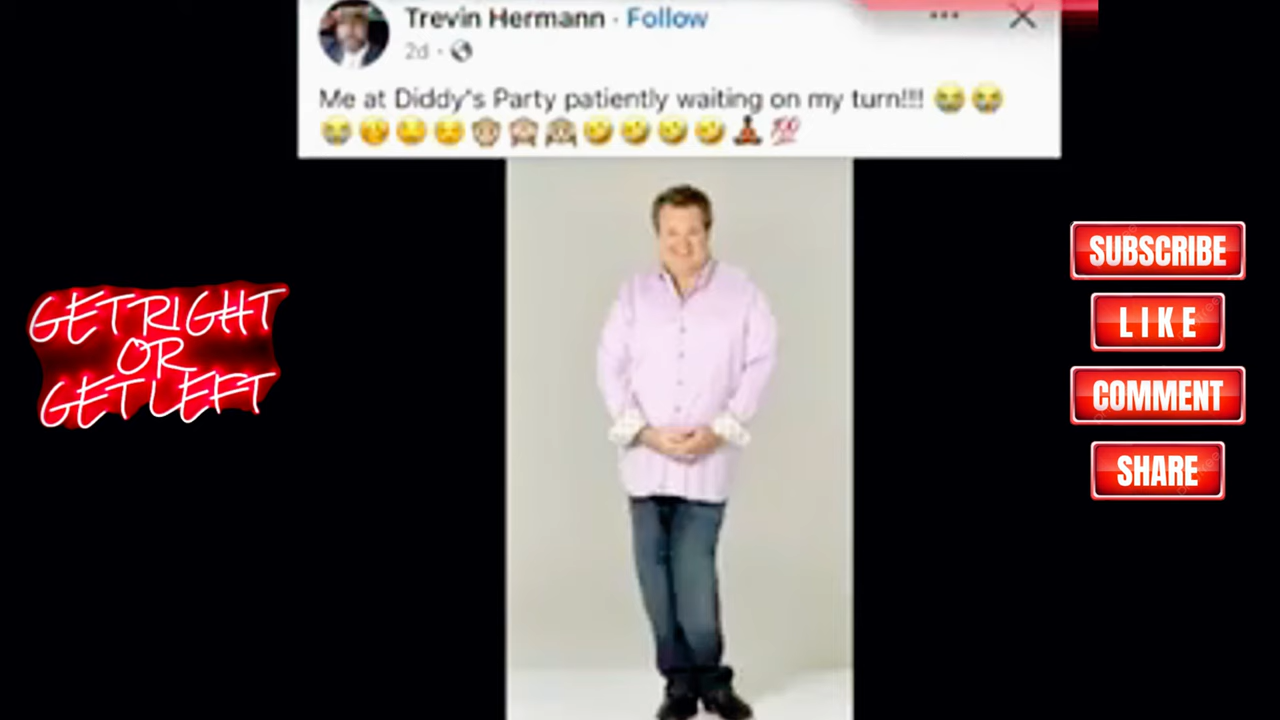 Trevin Hermann · Follow
2d ·
Me at Diddy's Party patiently waiting on my turn!!! 😭 😭
😭 🥲 😑 😔 🐵 🙈 🙉 🤣 🤣 🤣 🤣 🧘🏾 💯
GET RIGHT
OR
GET LEFT
SUBSCRIBE
LIKE
COMMENT
SHARE